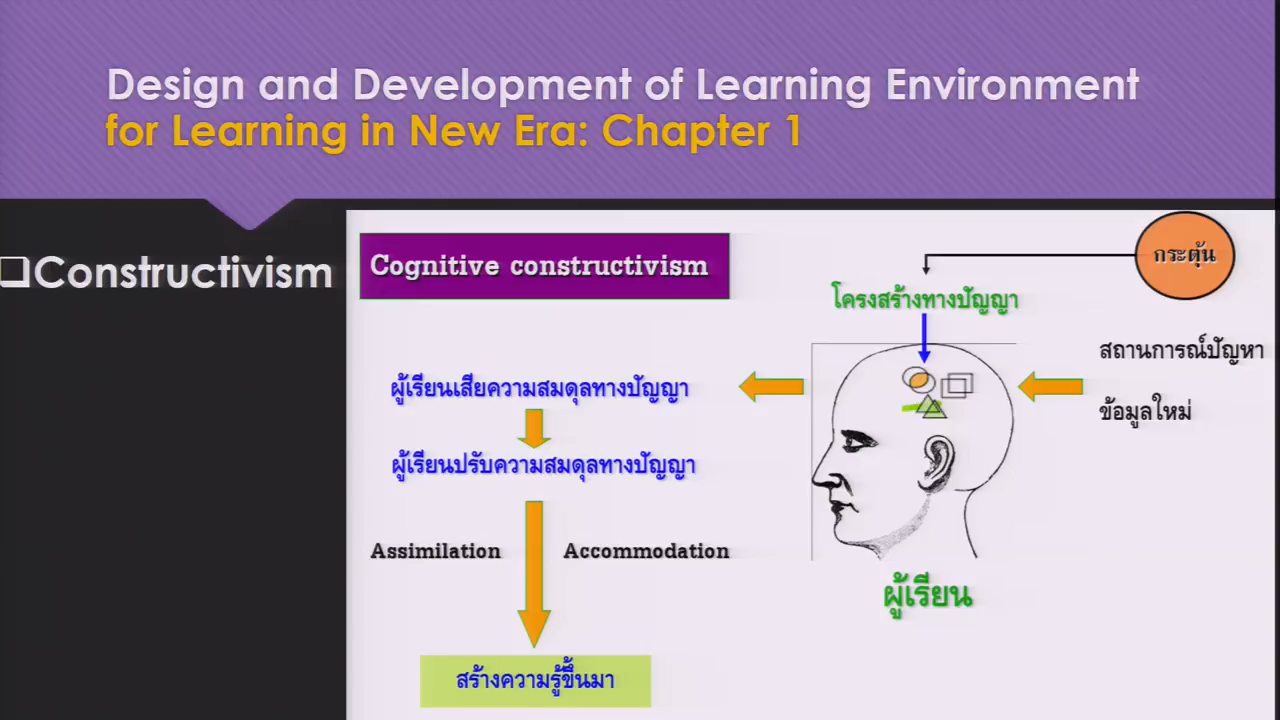 Design and Development of Learning Environment
for Learning in New Era: Chapter 1
Constructivism
Cognitive constructivism
กระตุ้น
โครงสร้างทางปัญญา
สถานการณ์ปัญหา
ข้อมูลใหม่
ผู้เรียนเสียความสมดุลทางปัญญา
ผู้เรียนปรับความสมดุลทางปัญญา
Assimilation
Accommodation
ผู้เรียน
สร้างความรู้ขึ้นมา